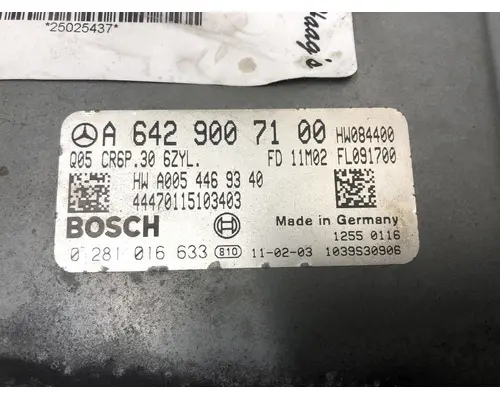 *25025437*
Haag's
A 642 900 71 00 HW084400
Q05 CR6P.30 6ZYL. FD 11M02 FL091700
HW A005 446 93 40
44470115103403
BOSCH
Made in Germany
1255 0116
0 281 016 633 810 11-02-03 1039S30906